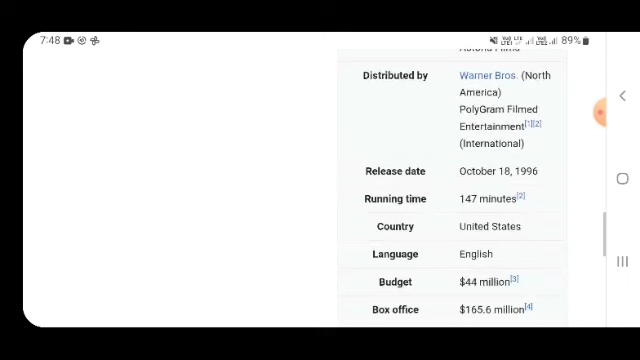 7:48 89%
Distributed by Warner Bros. (North
America)
PolyGram Filmed
Entertainment[1][2]
(International)
Release date October 18, 1996
Running time 147 minutes[2]
Country United States
Language English
Budget $44 million[3]
Box office $165.6 million[4]